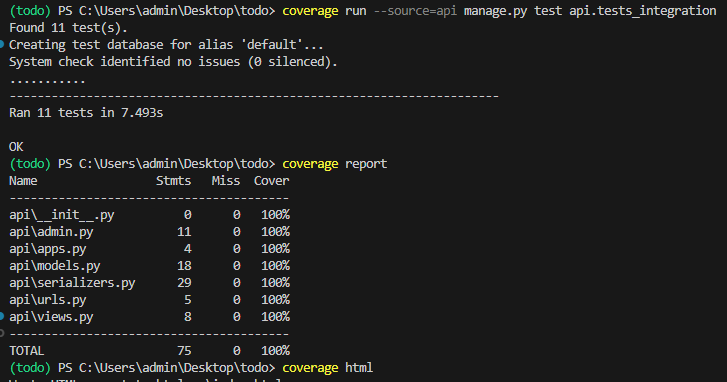 (todo) PS C:\Users\admin\Desktop\todo> coverage run --source=api manage.py test api.tests_integration
Found 11 test(s).
Creating test database for alias 'default'...
System check identified no issues (0 silenced).
...........
----------------------------------------------------------------------
Ran 11 tests in 7.493s
OK
(todo) PS C:\Users\admin\Desktop\todo> coverage report
Name                 Stmts   Miss  Cover
----------------------------------------
api\__init__.py          0      0   100%
api\admin.py            11      0   100%
api\apps.py              4      0   100%
api\models.py           18      0   100%
api\serializers.py      29      0   100%
api\urls.py              5      0   100%
api\views.py             8      0   100%
----------------------------------------
TOTAL                   75      0   100%
(todo) PS C:\Users\admin\Desktop\todo> coverage html